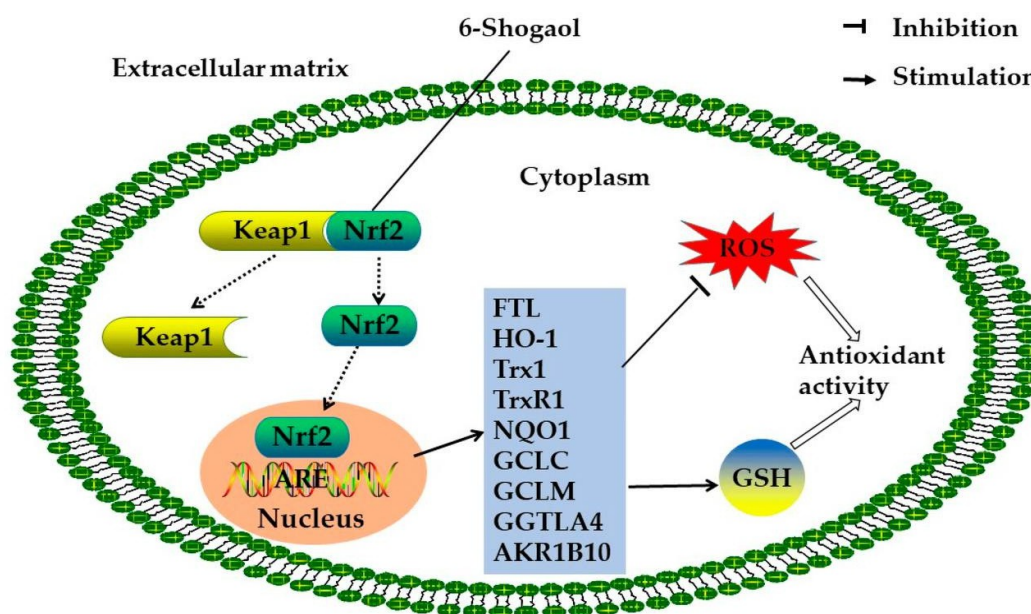 6-Shogaol
Inhibition
Extracellular matrix
Stimulation
Cytoplasm
Keap1
Nrf2
ROS
Keap1
Nrf2
FTL
HO-1
Trx1
TrxR1
NQO1
GCLC
GCLM
GGTLA4
AKR1B10
Antioxidant
activity
Nrf2
ARE
Nucleus
GSH